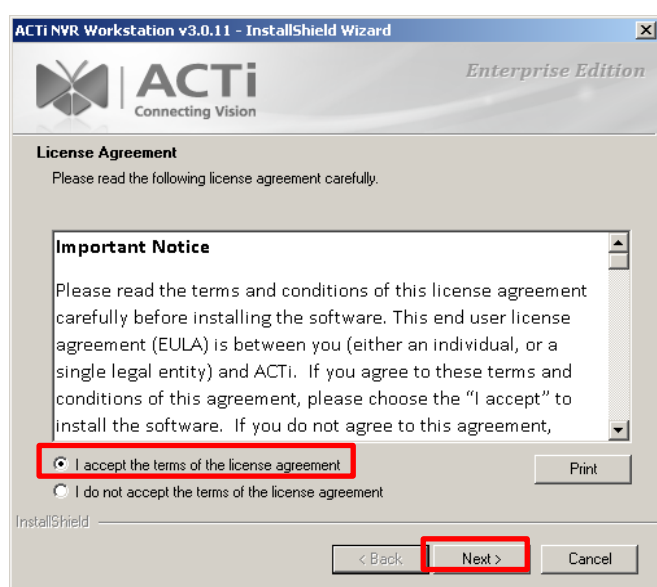 ACTi NVR Workstation v3.0.11 - InstallShield Wizard
ACTi
Connecting Vision
Enterprise Edition
License Agreement
Please read the following license agreement carefully.
Important Notice
Please read the terms and conditions of this license agreement
carefully before installing the software. This end user license
agreement (EULA) is between you (either an individual, or a
single legal entity) and ACTi. If you agree to these terms and
conditions of this agreement, please choose the “I accept” to
install the software. If you do not agree to this agreement,
I accept the terms of the license agreement
Print
I do not accept the terms of the license agreement
InstallShield
< Back
Next >
Cancel